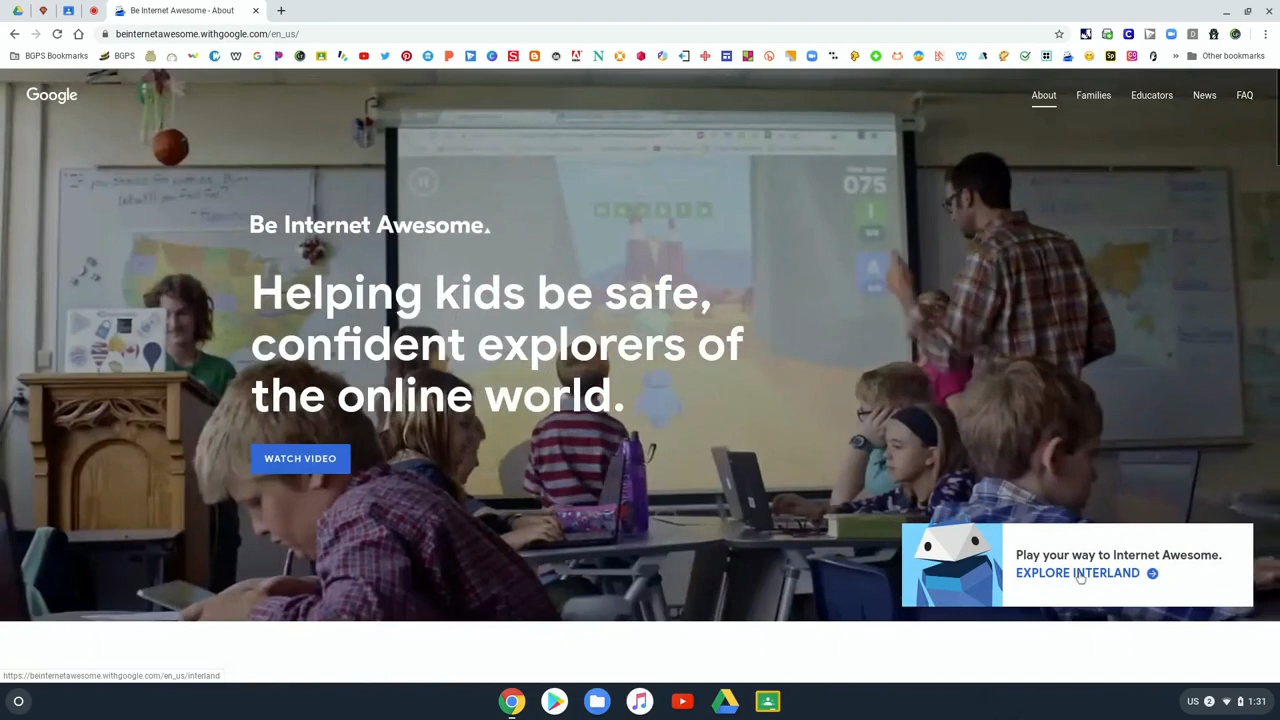 Be Internet Awesome - About
beinternetawesome.withgoogle.com/en_us/
BGPS Bookmarks
BGPS
Other bookmarks
Google
About
Families
Educators
News
FAQ
075
Be Internet Awesome.
Helping kids be safe,
confident explorers of
the online world.
WATCH VIDEO
Play your way to Internet Awesome.
EXPLORE INTERLAND
https://beinternetawesome.withgoogle.com/en_us/interland
US
2
1:31